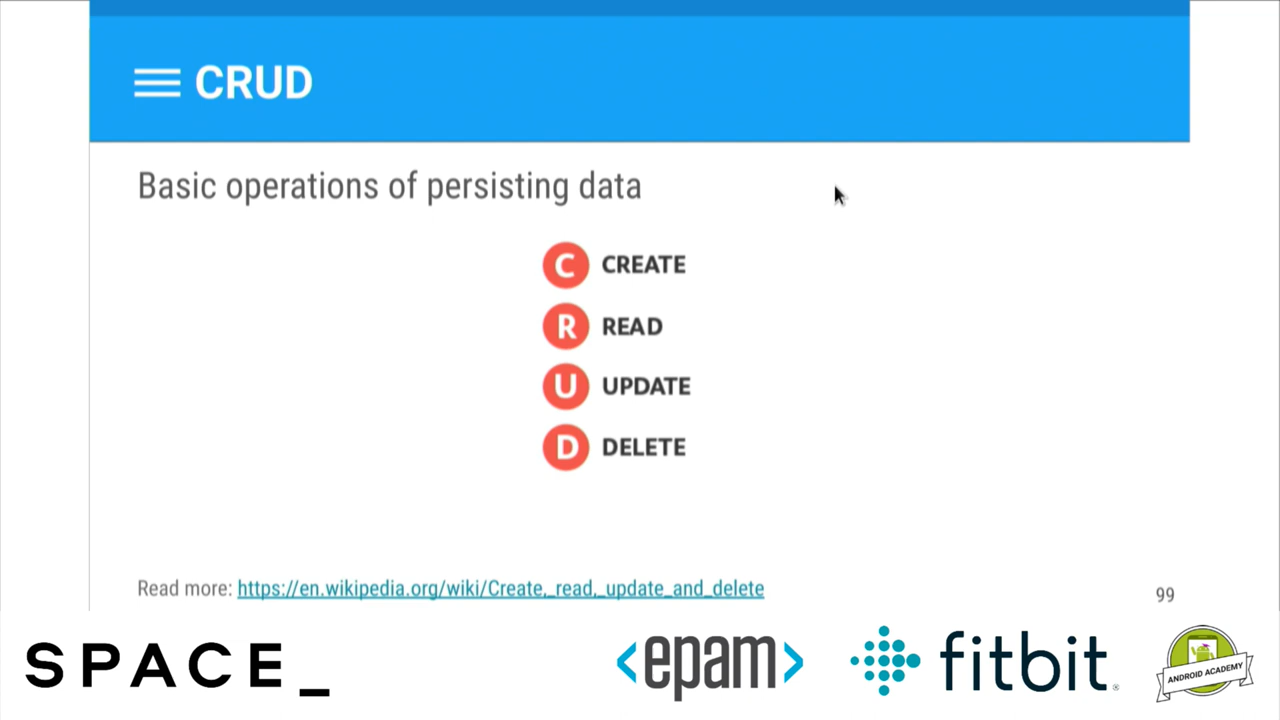 CRUD
Basic operations of persisting data
C CREATE
R READ
U UPDATE
D DELETE
Read more: https://en.wikipedia.org/wiki/Create,_read,_update_and_delete
99
SPACE_
<epam>
fitbit®
ANDROID ACADEMY